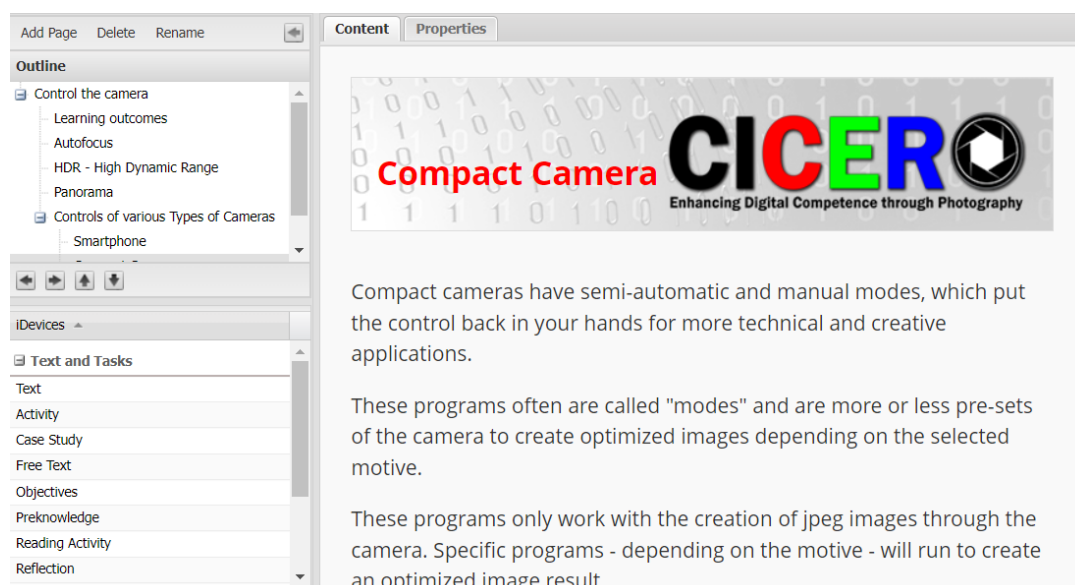 Add Page Delete Rename
Outline
Control the camera
Learning outcomes
Autofocus
HDR - High Dynamic Range
Panorama
Controls of various Types of Cameras
Smartphone
iDevices
Text and Tasks
Text
Activity
Case Study
Free Text
Objectives
Preknowledge
Reading Activity
Reflection
Content Properties
Compact Camera
CICERO
Enhancing Digital Competence through Photography
Compact cameras have semi-automatic and manual modes, which put
the control back in your hands for more technical and creative
applications.
These programs often are called "modes" and are more or less pre-sets
of the camera to create optimized images depending on the selected
motive.
These programs only work with the creation of jpeg images through the
camera. Specific programs - depending on the motive - will run to create
an optimized image result